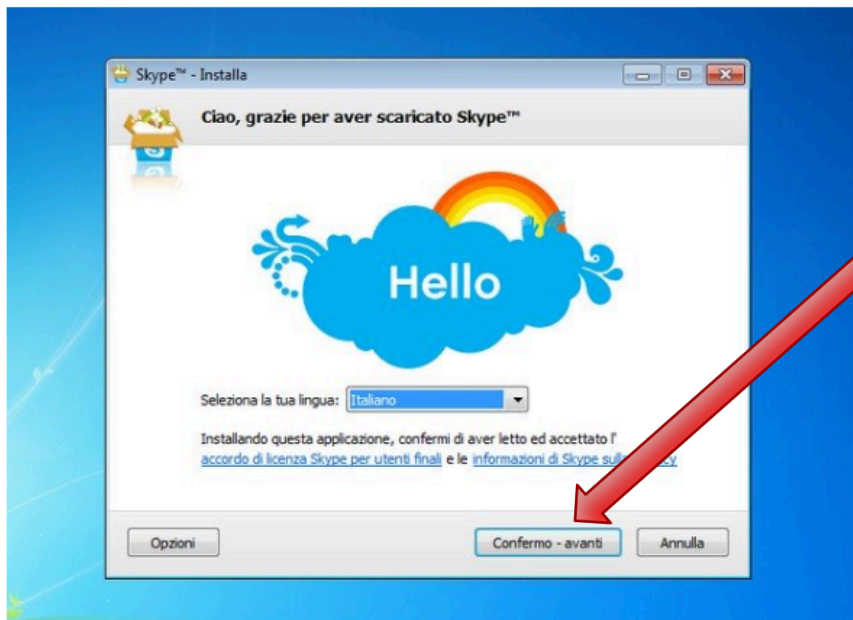 Skype™ - Installa
Ciao, grazie per aver scaricato Skype™
Hello
Seleziona la tua lingua: Italiano
Installando questa applicazione, confermi di aver letto ed accettato l'
accordo di licenza Skype per utenti finali e le informazioni di Skype
Opzioni
Confermo - avanti
Annulla